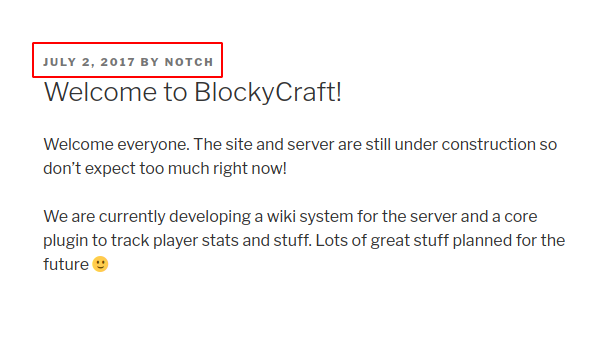 JULY 2, 2017 BY NOTCH
Welcome to BlockyCraft!
Welcome everyone. The site and server are still under construction so
don’t expect too much right now!
We are currently developing a wiki system for the server and a core
plugin to track player stats and stuff. Lots of great stuff planned for the
future 🙂